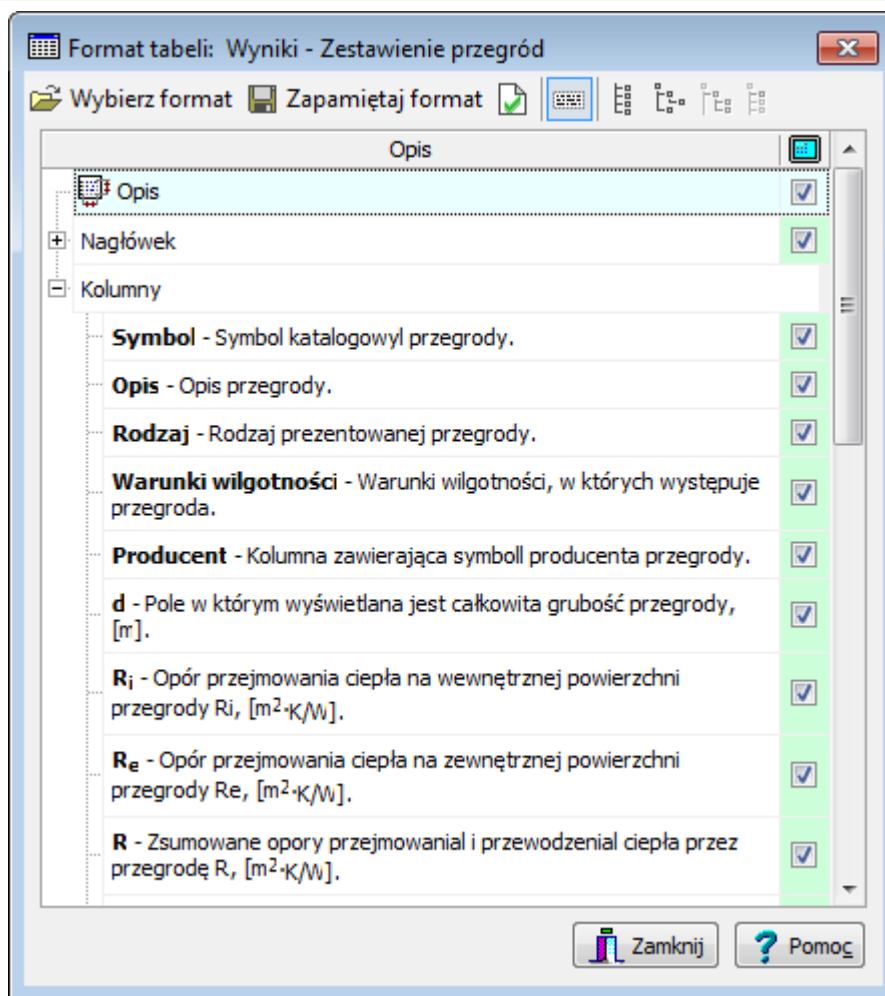 Format tabeli: Wyniki - Zestawienie przegród
Wybierz format Zapamiętaj format
Opis
Opis
Nagłówek
Kolumny
Symbol - Symbol katalogowyl przegrody.
Opis - Opis przegrody.
Rodzaj - Rodzaj prezentowanej przegrody.
Warunki wilgotności - Warunki wilgotności, w których występuje
przegroda.
Producent - Kolumna zawierająca symboll producenta przegrody.
d - Pole w którym wyświetlana jest całkowita grubość przegrody,
[m].
Ri - Opór przejmowania ciepła na wewnętrznej powierzchni
przegrody Ri, [m²·K/W].
Re - Opór przejmowania ciepła na zewnętrznej powierzchni
przegrody Re, [m²·K/W].
R - Zsumowane opory przejmowanial i przewodzenial ciepła przez
przegrodę R, [m²·K/W].
Zamknij
Pomoc